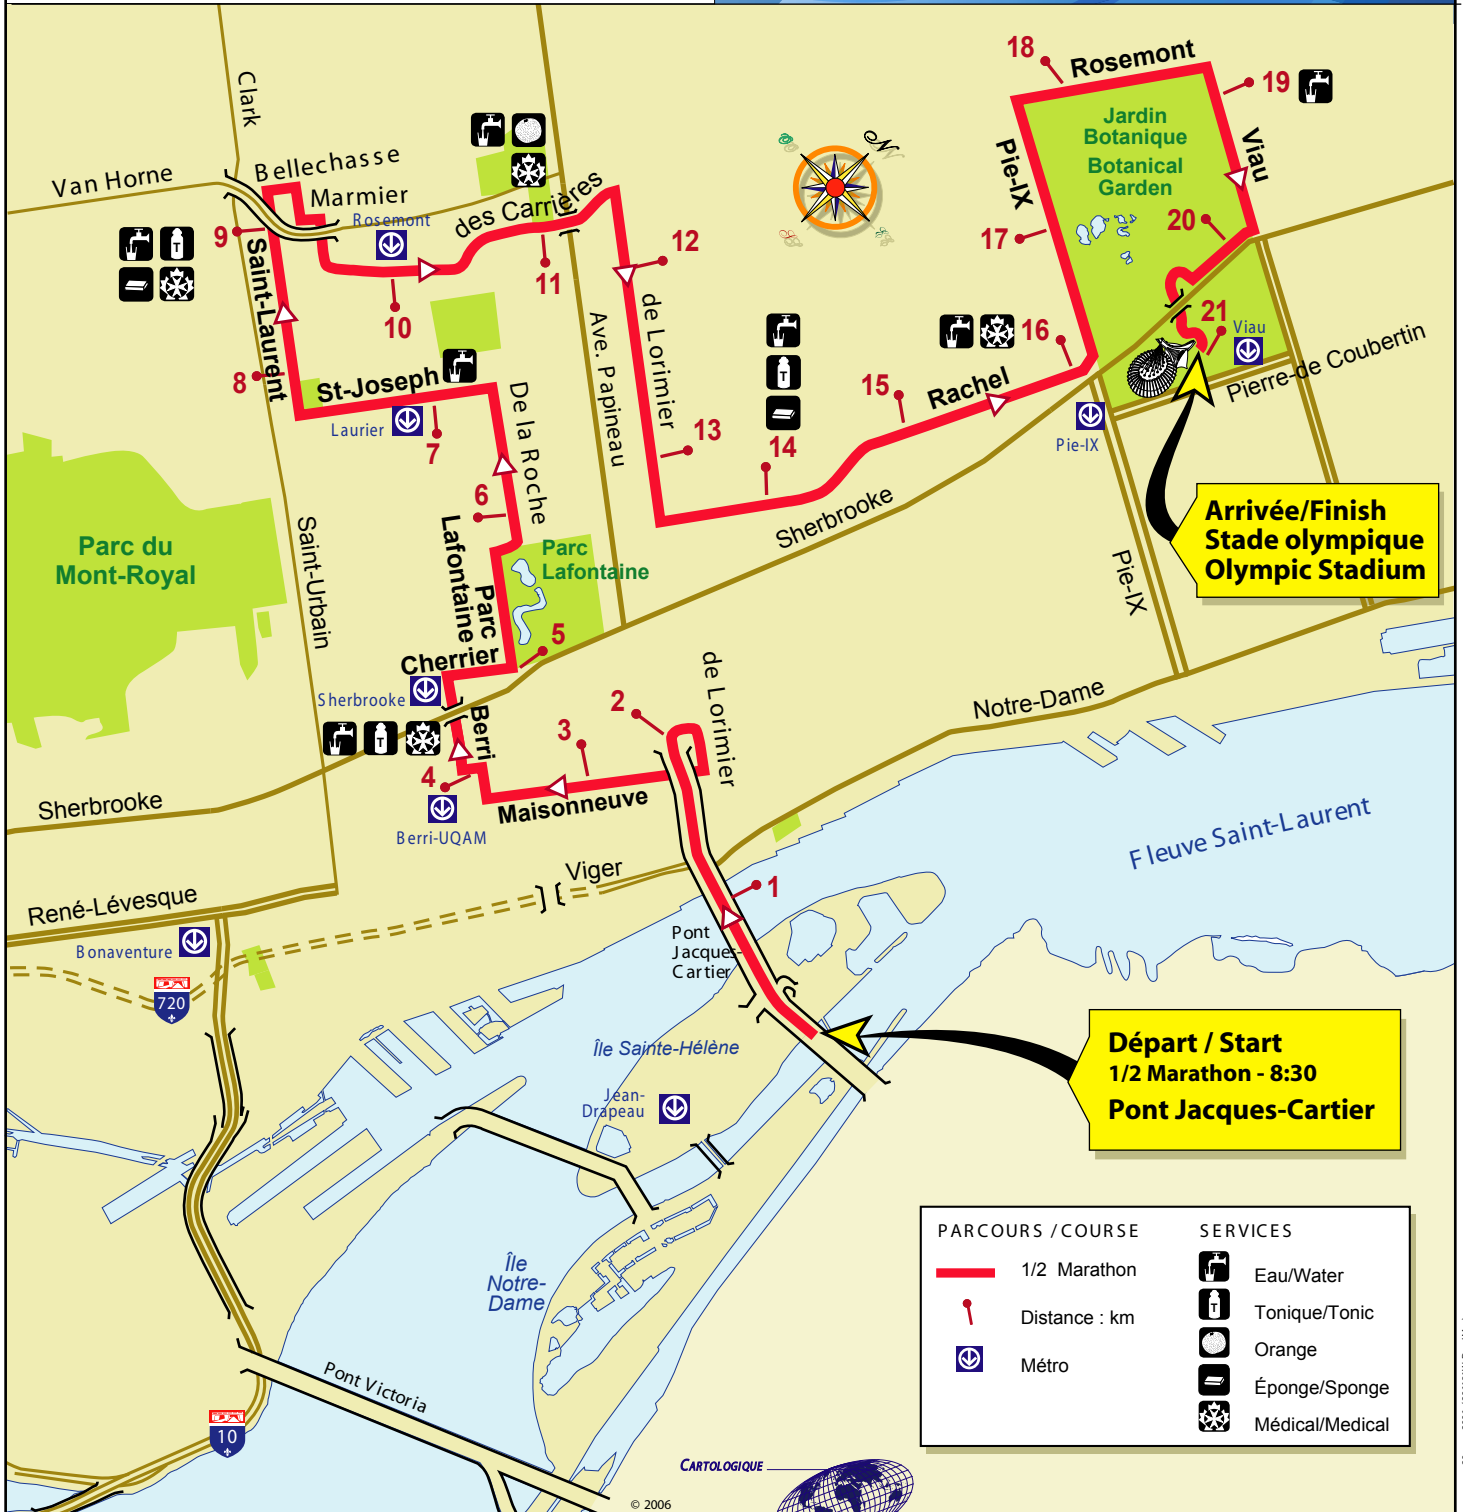 Clark
Van Horne
Bellechasse
Marmier
Rosemont
des Carrières
9
10
11
12
Saint-Laurent
8
St-Joseph
Laurier
7
De la Roche
6
Ave. Papineau
de Lorimier
13
14
15
Rachel
16
17
Pie-IX
18
Rosemont
19
Viau
Jardin
Botanique
Botanical
Garden
20
21
Viau
Pierre-de Coubertin
Pie-IX
Pie-IX
Sherbrooke
Arrivée/Finish
Stade olympique
Olympic Stadium
Parc du
Mont-Royal
Saint-Urbain
Parc
Lafontaine
Parc
Lafontaine
5
Cherrier
Sherbrooke
Berri
4
Berri-UQAM
3
2
Maisonneuve
de Lorimier
Notre-Dame
Sherbrooke
Viger
René-Lévesque
Bonaventure
720
1
Pont
Jacques-
Cartier
Fleuve Saint-Laurent
Île Sainte-Hélène
Jean-
Drapeau
Départ / Start
1/2 Marathon - 8:30
Pont Jacques-Cartier
Île
Notre-
Dame
Pont Victoria
10
PARCOURS / COURSE
1/2 Marathon
Distance : km
Métro
SERVICES
Eau/Water
Tonique/Tonic
Orange
Éponge/Sponge
Médical/Medical
CARTOLOGIQUE
© 2006
N
T
T
T
T